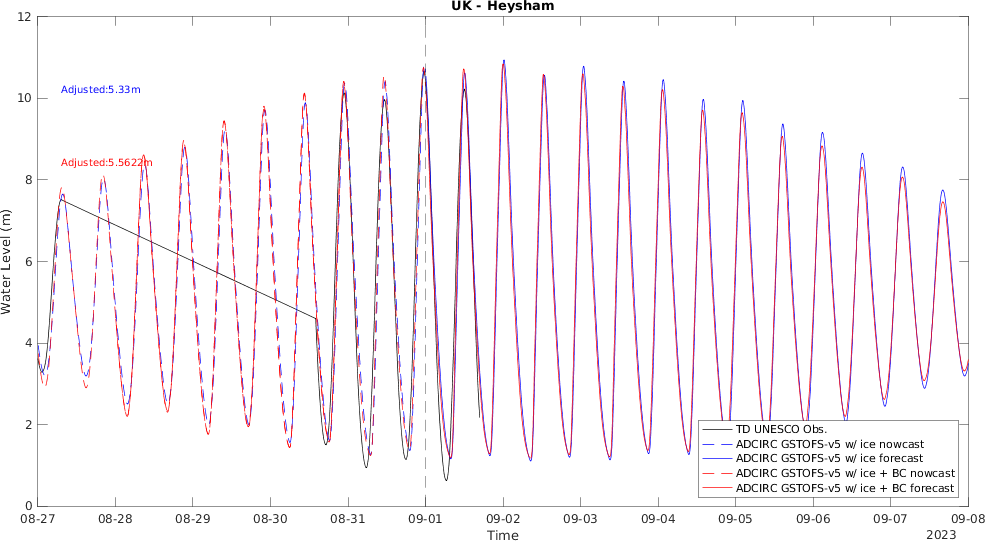 UK - Heysham
12
10
8
6
4
2
0
Water Level (m)
Adjusted:5.33m
Adjusted:5.5622m
TD UNESCO Obs.
ADCIRC GSTOFS-v5 w/ ice nowcast
ADCIRC GSTOFS-v5 w/ ice forecast
ADCIRC GSTOFS-v5 w/ ice + BC nowcast
ADCIRC GSTOFS-v5 w/ ice + BC forecast
08-27 08-28 08-29 08-30 08-31 09-01 09-02 09-03 09-04 09-05 09-06 09-07 09-08
Time
2023